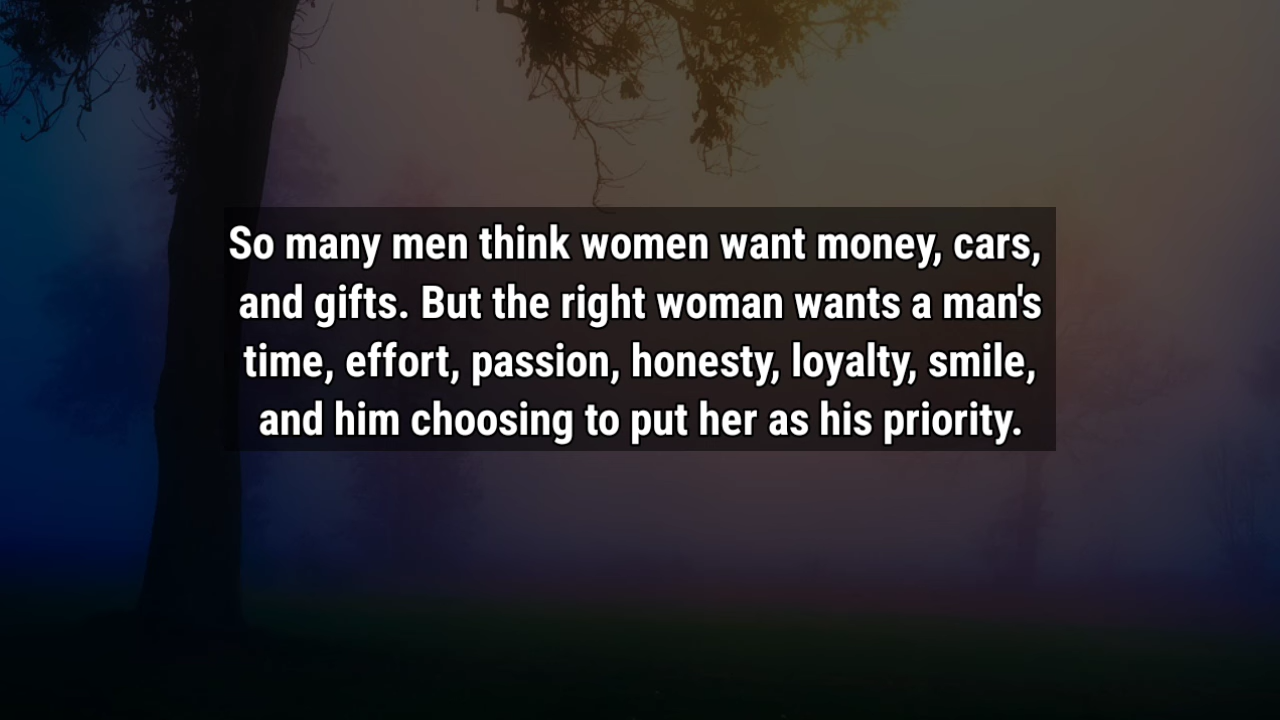 So many men think women want money, cars,
and gifts. But the right woman wants a man's
time, effort, passion, honesty, loyalty, smile,
and him choosing to put her as his priority.